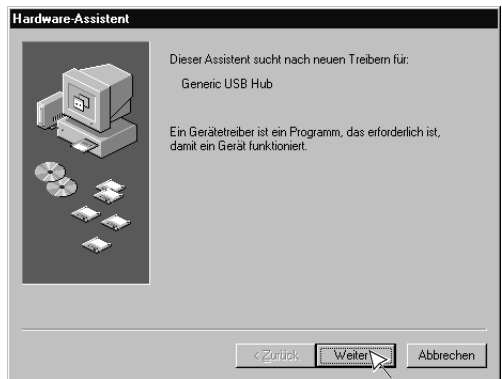 Hardware-Assistent
Dieser Assistent sucht nach neuen Treibern für:
Generic USB Hub
Ein Gerätetreiber ist ein Programm, das erforderlich ist,
damit ein Gerät funktioniert.
< Zurück Weiter Abbrechen